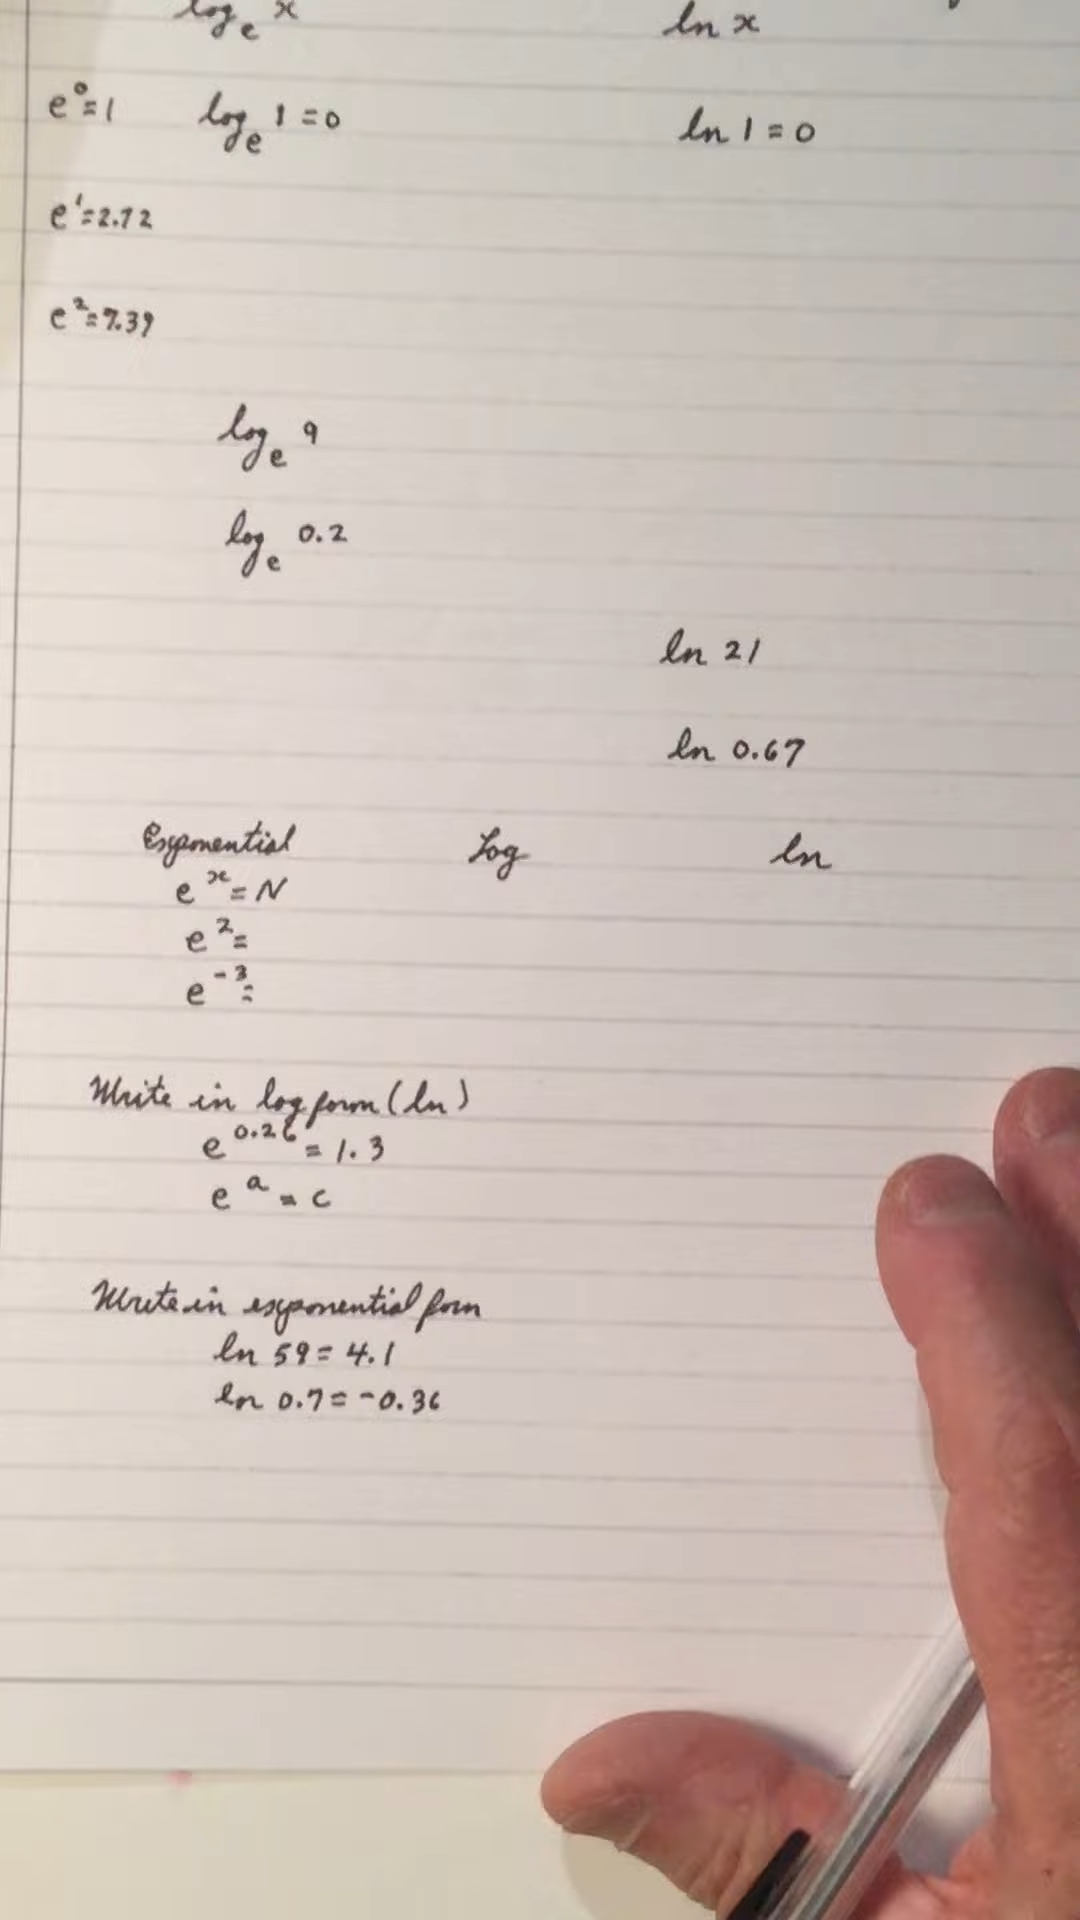 logₑ x ln x
e⁰=1 logₑ 1=0 ln 1=0
e¹=2.72
e²=7.39
logₑ 9
logₑ 0.2
ln 21
ln 0.67
Exponential Log ln
eˣ=N
e²=
e⁻³=
Write in log form (ln)
e^0.26 = 1.3
e^a = c
Write in exponential form
ln 59 = 4.1
ln 0.7 = -0.36